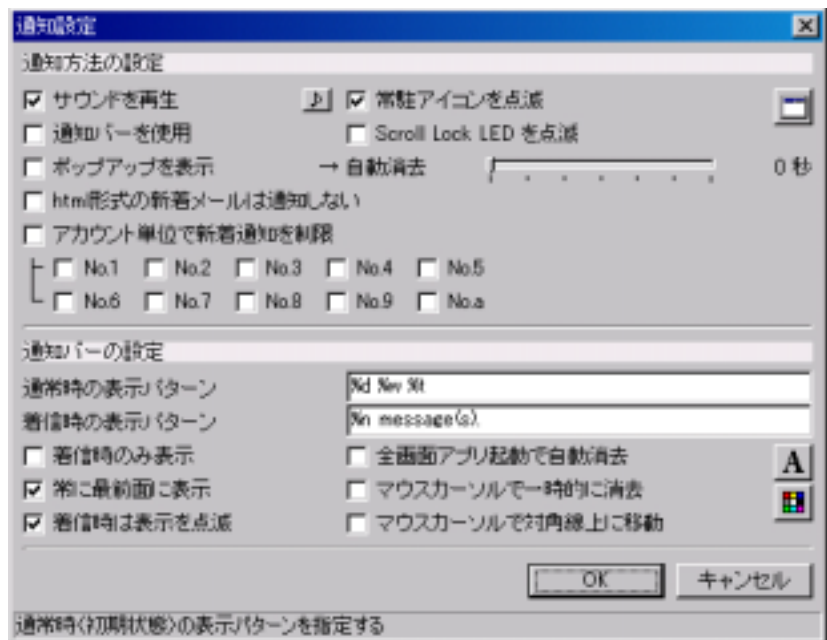 通知設定
通知方法の設定
サウンドを再生 常駐アイコンを点滅
通知バーを使用 Scroll Lock LED を点滅
ポップアップを表示 → 自動消去 0 秒
html形式の新着メールは通知しない
アカウント単位で新着通知を制限
No.1 No.2 No.3 No.4 No.5
No.6 No.7 No.8 No.9 No.a
通知バーの設定
通常時の表示パターン %d %w %t
着信時の表示パターン %n message(s).
着信時のみ表示 全画面アプリ起動で自動消去
常に最前面に表示 マウスカーソルで一時的に消去
着信時は表示を点滅 マウスカーソルで対角線上に移動
A
OK キャンセル
通常時(初期状態)の表示パターンを指定する